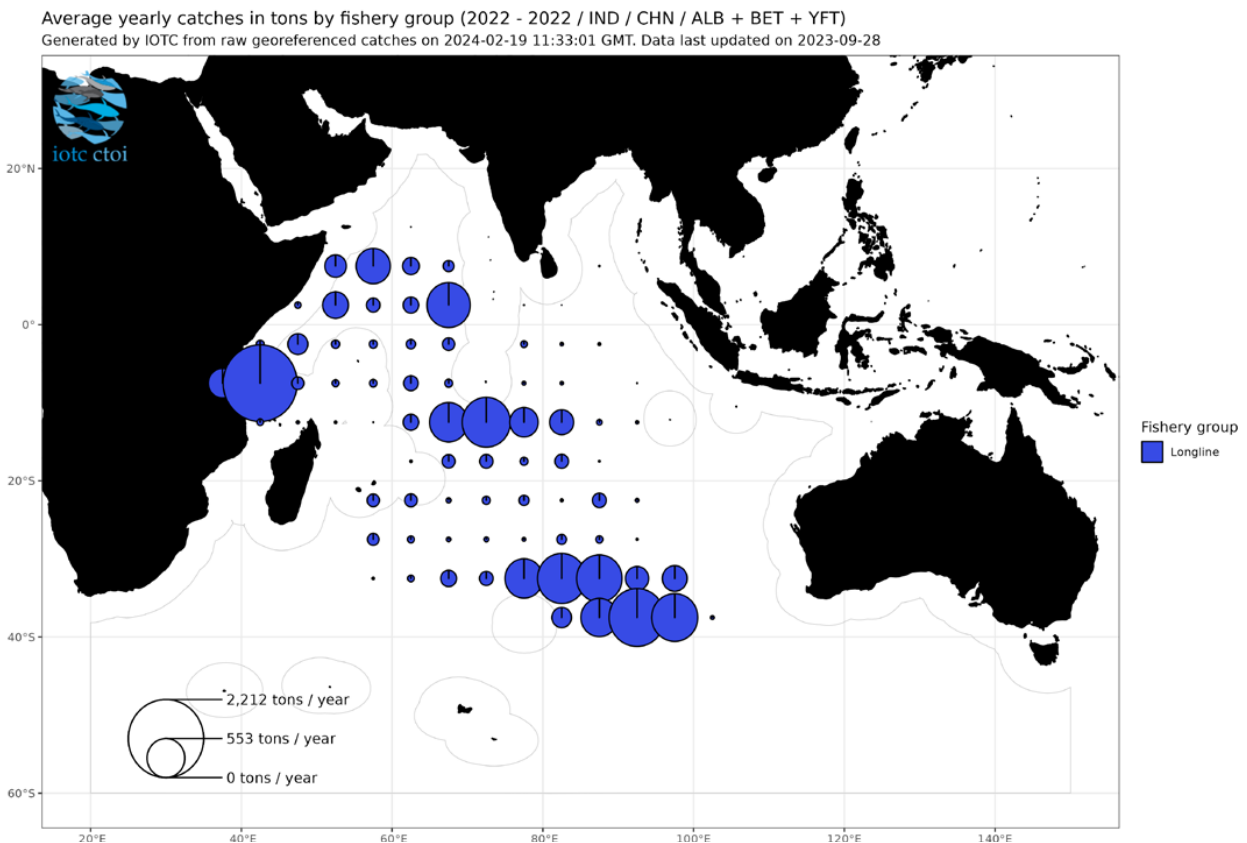 Average yearly catches in tons by fishery group (2022 - 2022 / IND / CHN / ALB + BET + YFT)
Generated by IOTC from raw georeferenced catches on 2024-02-19 11:33:01 GMT. Data last updated on 2023-09-28
iotc ctoi
20°N
0°
20°S
40°S
60°S
Fishery group
Longline
2,212 tons / year
553 tons / year
0 tons / year
20°E
40°E
60°E
80°E
100°E
120°E
140°E